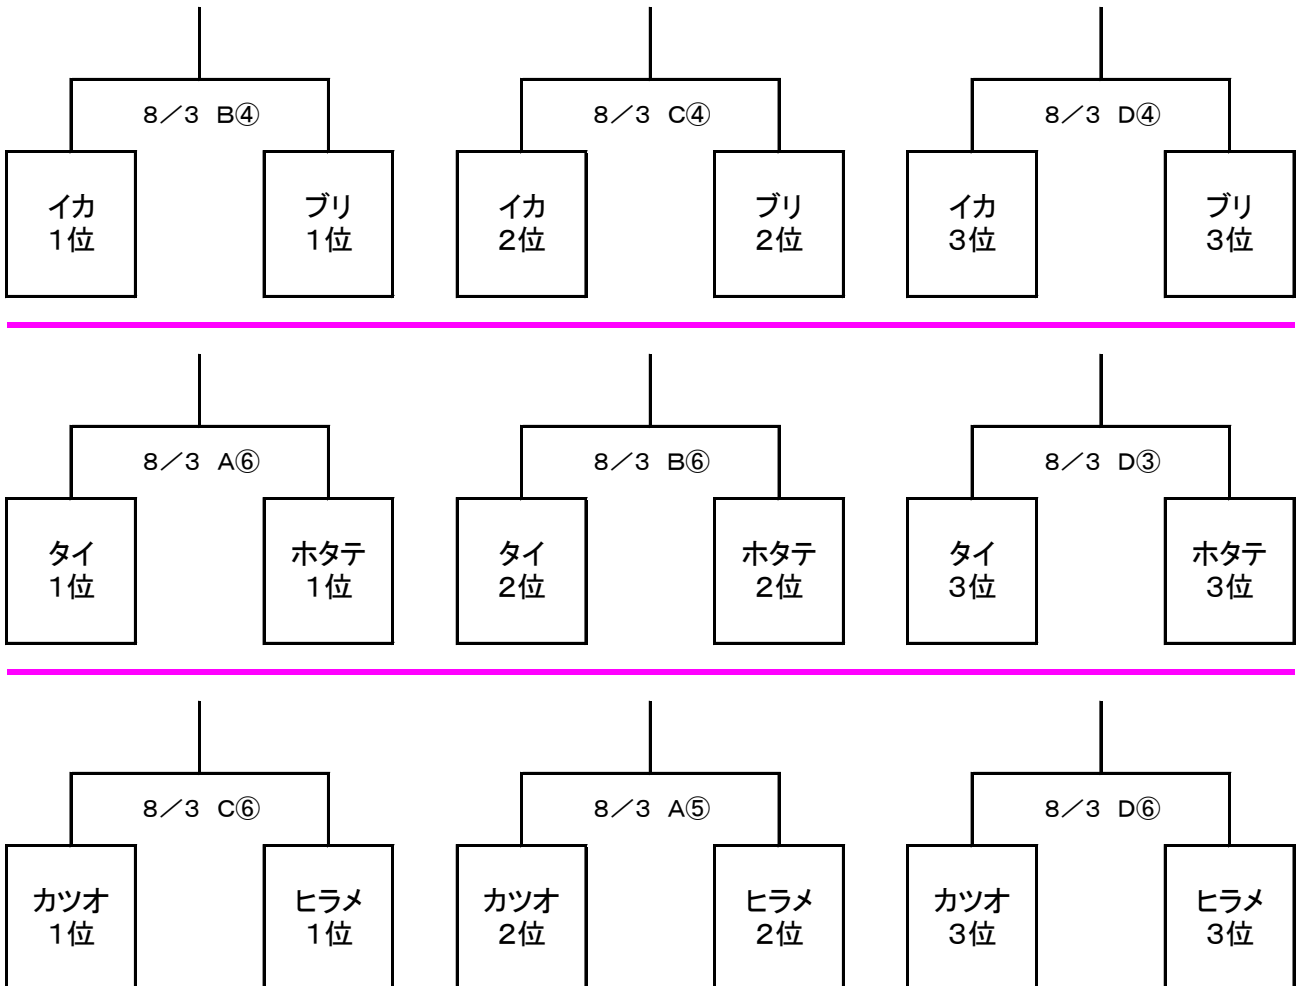 8/3 B④
8/3 C④
8/3 D④
イカ
1位
ブリ
1位
イカ
2位
ブリ
2位
イカ
3位
ブリ
3位
8/3 A⑥
8/3 B⑥
8/3 D③
タイ
1位
ホタテ
1位
タイ
2位
ホタテ
2位
タイ
3位
ホタテ
3位
8/3 C⑥
8/3 A⑤
8/3 D⑥
カツオ
1位
ヒラメ
1位
カツオ
2位
ヒラメ
2位
カツオ
3位
ヒラメ
3位